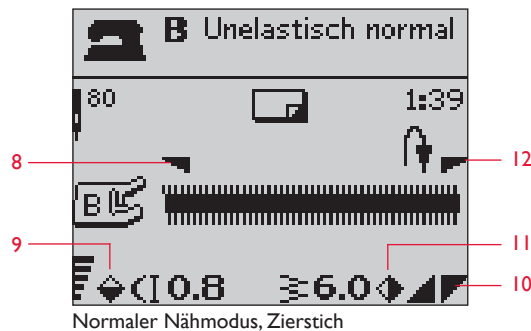 B Unelastisch normal
80 1:39
8 12
B
9 11
0.8 6.0 10
Normaler Nähmodus, Zierstich